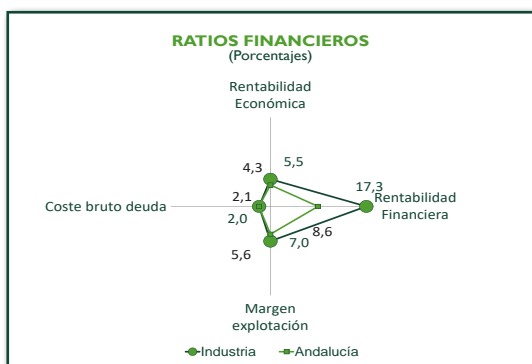 RATIOS FINANCIEROS
(Porcentajes)
Rentabilidad
Económica
4,3
5,5
17,3
2,1
Coste bruto deuda
Rentabilidad
Financiera
2,0
8,6
7,0
5,6
Margen
explotación
Industria
Andalucía